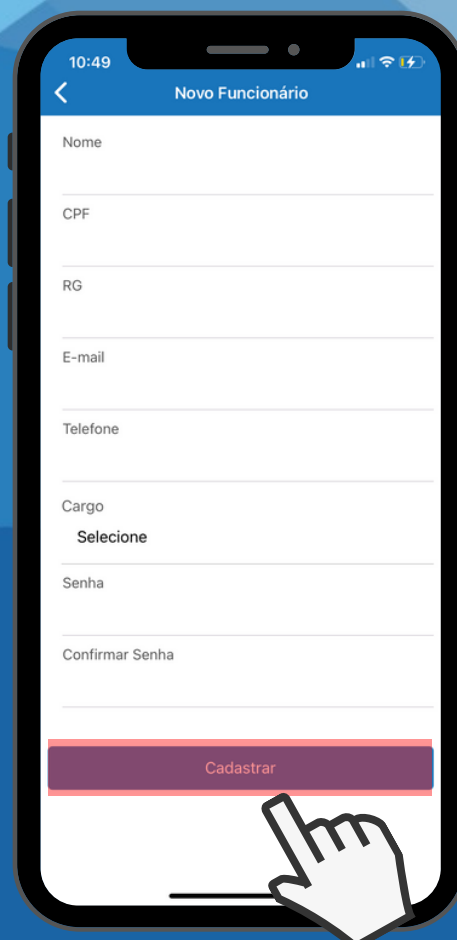 10:49
Novo Funcionário
Nome
CPF
RG
E-mail
Telefone
Cargo
Selecione
Senha
Confirmar Senha
Cadastrar